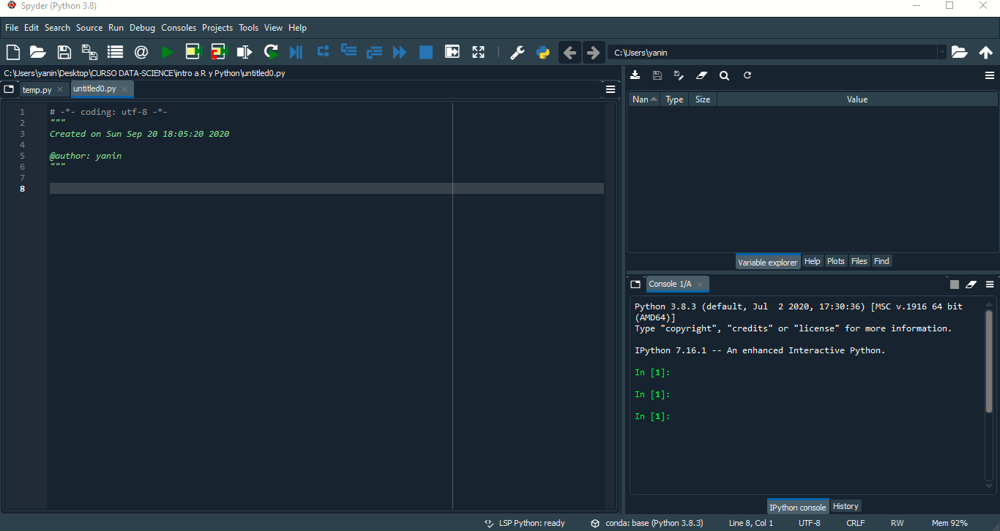 Spyder (Python 3.8)
File Edit Search Source Run Debug Consoles Projects Tools View Help
C:\Users\yanin
C:\Users\yanin\Desktop\CURSO DATA-SCIENCE\intro a R y Python\untitled0.py
temp.py untitled0.py
1 # -*- coding: utf-8 -*-
2 """
3 Created on Sun Sep 20 18:05:20 2020
4
5 @author: yanin
6 """
7
8
Nan Type Size Value
Variable explorer Help Plots Files Find
Console 1/A
Python 3.8.3 (default, Jul  2 2020, 17:30:36) [MSC v.1916 64 bit
(AMD64)]
Type "copyright", "credits" or "license" for more information.
IPython 7.16.1 -- An enhanced Interactive Python.
In [1]:
In [1]:
In [1]:
IPython console History
LSP Python: ready conda: base (Python 3.8.3) Line 8, Col 1 UTF-8 CRLF RW Mem 92%